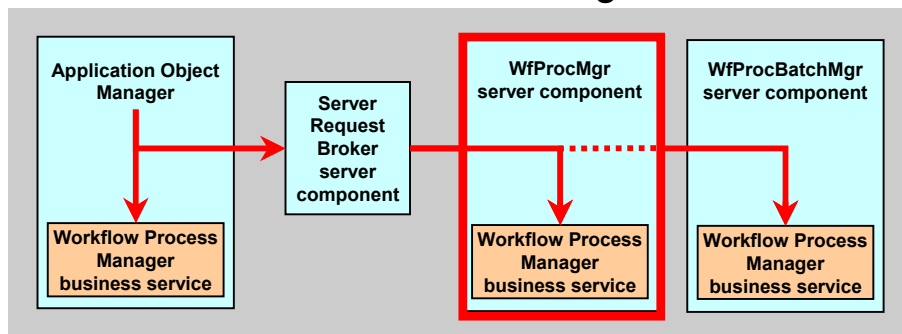 g
Application Object
Manager
Server
Request
Broker
server
component
WfProcMgr
server component
WfProcBatchMgr
server component
Workflow Process
Manager
business service
Workflow Process
Manager
business service
Workflow Process
Manager
business service